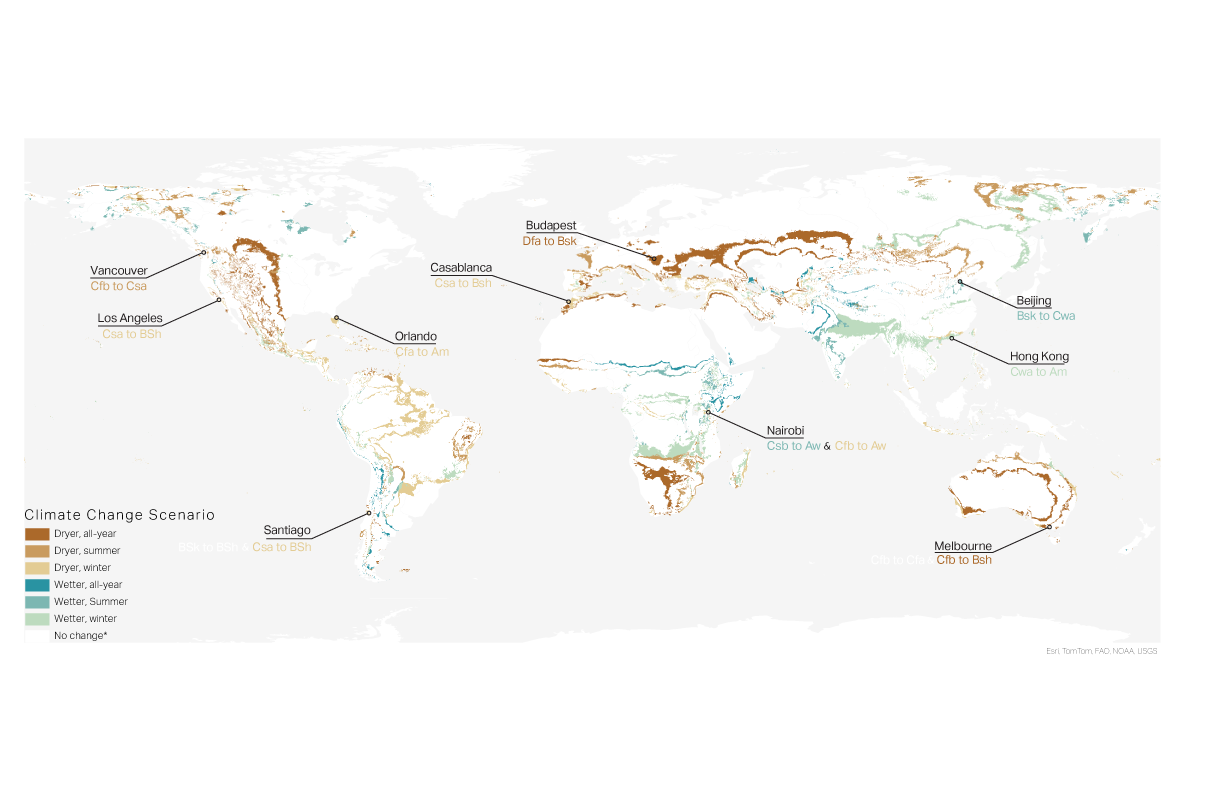 Budapest
Dfa to Bsk
Vancouver
Cfb to Csa
Casablanca
Csa to Bsh
Los Angeles
Csa to BSh
Orlando
Cfa to Am
Beijing
Bsk to Cwa
Hong Kong
Cwa to Am
Nairobi
Csb to Aw & Cfb to Aw
Santiago
BSk to BSh & Csa to BSh
Melbourne
Cfb to Cfa & Cfb to Bsh
Climate Change Scenario
Dryer, all-year
Dryer, summer
Dryer, winter
Wetter, all-year
Wetter, Summer
Wetter, winter
No change*
Esri, TomTom, FAO, NOAA, USGS